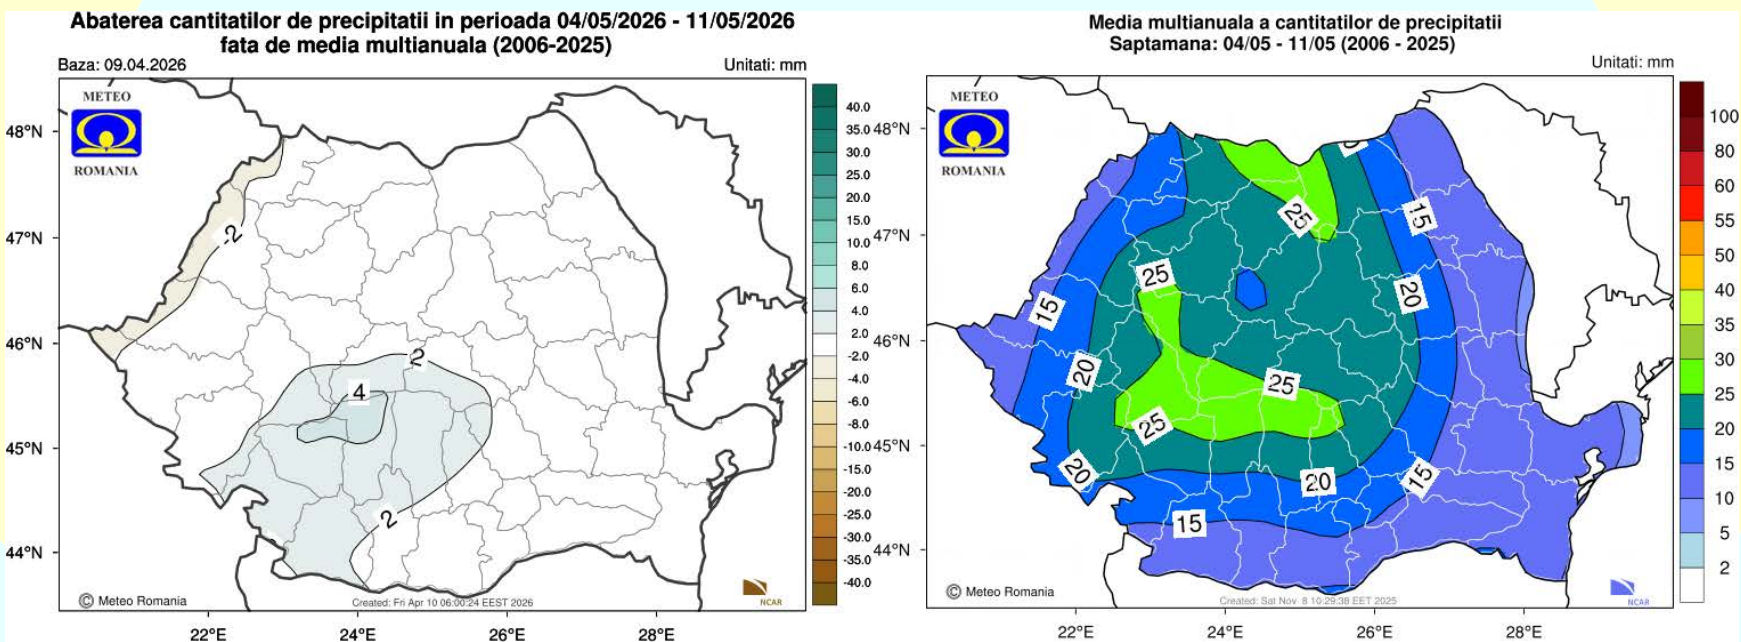 Abaterea cantitatilor de precipitatii in perioada 04/05/2026 - 11/05/2026
fata de media multianuala (2006-2025)
Baza: 09.04.2026
Unitati: mm
METEO
ROMANIA
48°N
47°N
46°N
45°N
44°N
-2
2
4
2
40.0
35.0
30.0
25.0
20.0
15.0
10.0
8.0
6.0
4.0
2.0
-2.0
-4.0
-6.0
-8.0
-10.0
-15.0
-20.0
-25.0
-30.0
-35.0
-40.0
© Meteo Romania
Created: Fri Apr 10 06:00:24 EEST 2026
NCAR
22°E
24°E
26°E
28°E
Media multianuala a cantitatilor de precipitatii
Saptamana: 04/05 - 11/05 (2006 - 2025)
Unitati: mm
METEO
ROMANIA
48°N
47°N
46°N
45°N
44°N
25
15
25
20
15
20
25
25
20
20
15
15
100
80
60
55
50
40
35
30
25
20
15
10
5
2
© Meteo Romania
Created: Sat Nov 8 10:29:38 EET 2025
NCAR
22°E
24°E
26°E
28°E